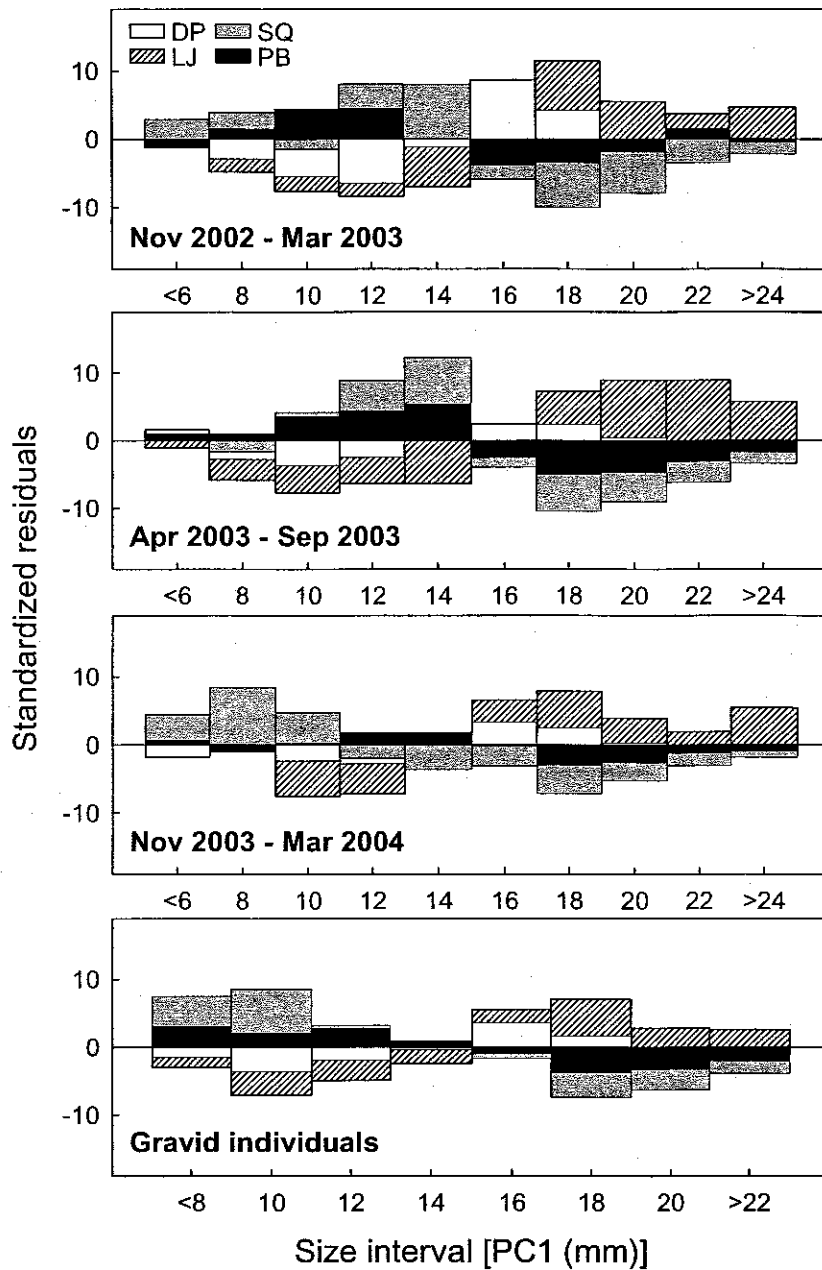 DP SQ
LJ PB
10
0
-10
Nov 2002 - Mar 2003
<6 8 10 12 14 16 18 20 22 >24
10
0
-10
Apr 2003 - Sep 2003
<6 8 10 12 14 16 18 20 22 >24
Standardized residuals
10
0
-10
Nov 2003 - Mar 2004
<6 8 10 12 14 16 18 20 22 >24
10
0
-10
Gravid individuals
<8 10 12 14 16 18 20 >22
Size interval [PC1 (mm)]